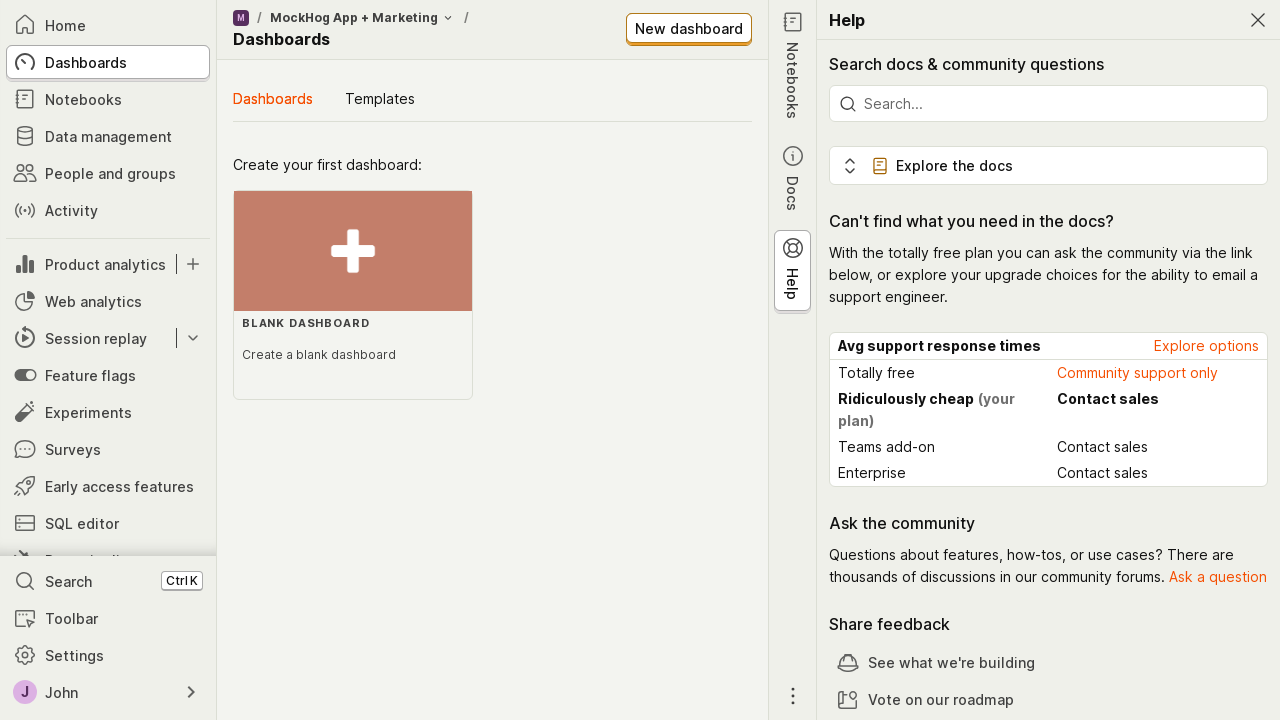 Home
Dashboards
Notebooks
Data management
People and groups
Activity
Product analytics
Web analytics
Session replay
Feature flags
Experiments
Surveys
Early access features
SQL editor
Search
Ctrl K
Toolbar
Settings
J
John
M / MockHog App + Marketing /
Dashboards
New dashboard
Dashboards
Templates
Create your first dashboard:
BLANK DASHBOARD
Create a blank dashboard
Notebooks
Docs
Help
Help
Search docs & community questions
Search...
Explore the docs
Can't find what you need in the docs?
With the totally free plan you can ask the community via the link
below, or explore your upgrade choices for the ability to email a
support engineer.
Avg support response times
Explore options
Totally free
Community support only
Ridiculously cheap (your
plan)
Contact sales
Teams add-on
Contact sales
Enterprise
Contact sales
Ask the community
Questions about features, how-tos, or use cases? There are
thousands of discussions in our community forums. Ask a question
Share feedback
See what we're building
Vote on our roadmap